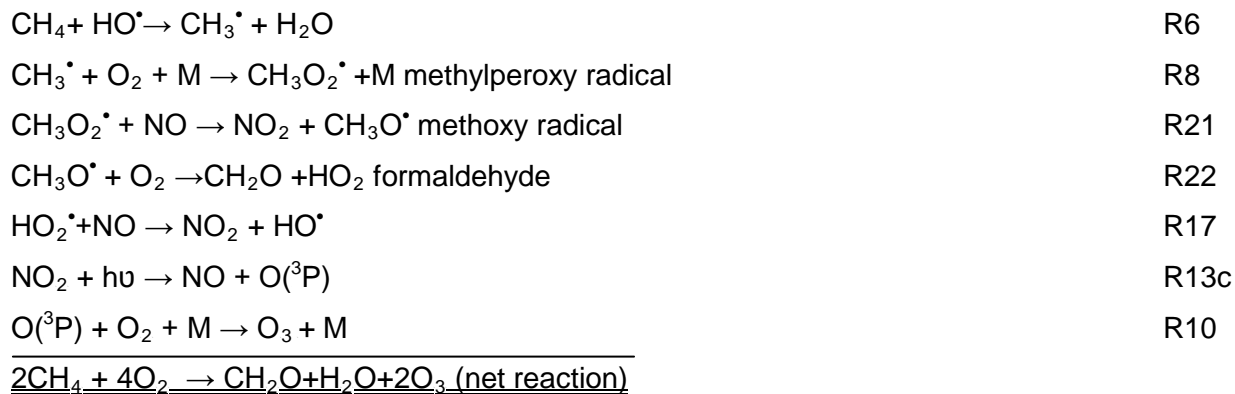 CH₄+ HO•→ CH₃• + H₂O R6
CH₃• + O₂ + M → CH₃O₂• +M methylperoxy radical R8
CH₃O₂• + NO → NO₂ + CH₃O• methoxy radical R21
CH₃O• + O₂ →CH₂O +HO₂ formaldehyde R22
HO₂•+NO → NO₂ + HO• R17
NO₂ + hʋ → NO + O(³P) R13c
O(³P) + O₂ + M → O₃ + M R10
2CH₄ + 4O₂ → CH₂O+H₂O+2O₃ (net reaction)